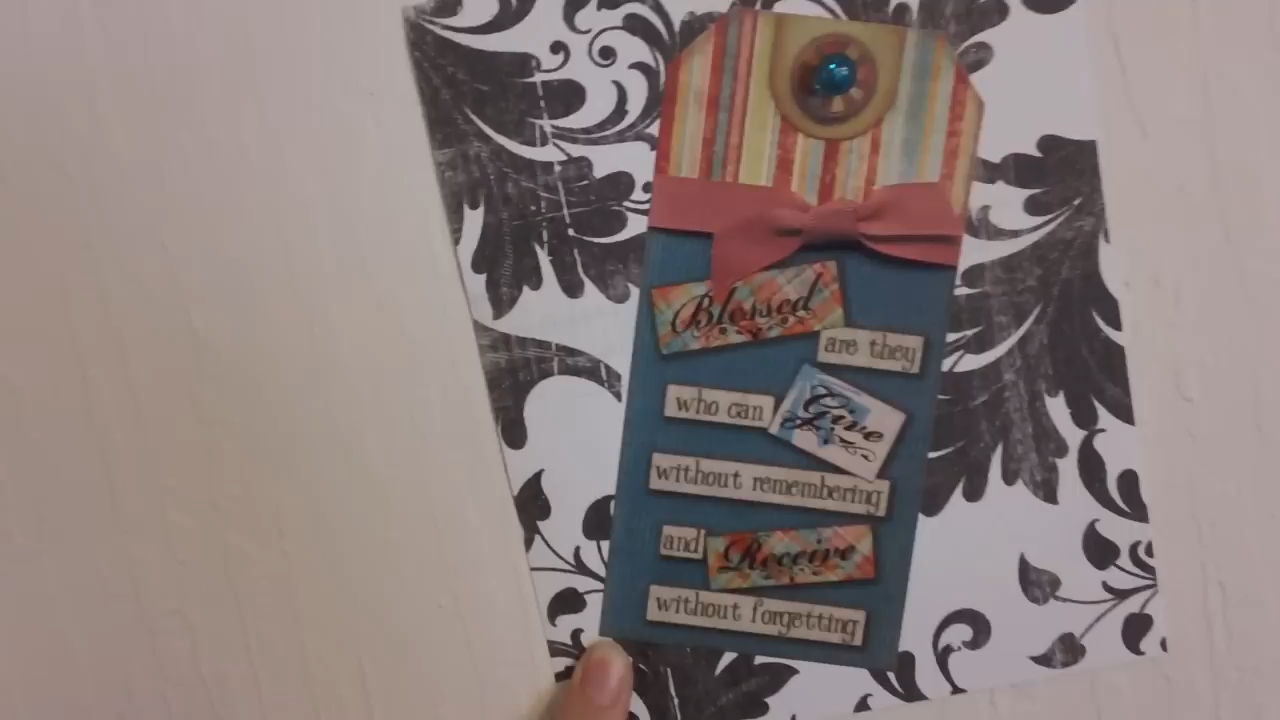 Blessed
are they
who can Give
without remembering
and Receive
without forgetting